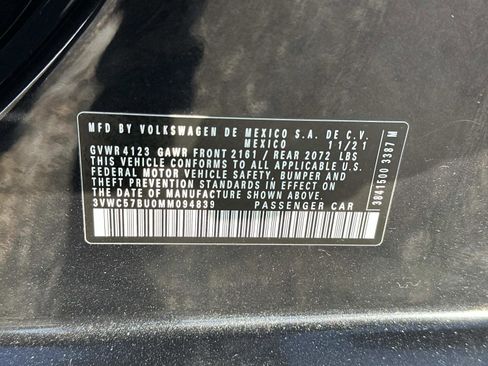 MFD BY VOLKSWAGEN DE MEXICO S.A. DE C.V.
MEXICO 11/21
GVWR 4123 GAWR FRONT 2161 / REAR 2072 LBS
THIS VEHICLE CONFORMS TO ALL APPLICABLE U.S.
FEDERAL MOTOR VEHICLE SAFETY, BUMPER AND
THEFT PREVENTION STANDARDS IN EFFECT ON
THE DATE OF MANUFACTURE SHOWN ABOVE.
3VWC57BU0MM094839 PASSENGER CAR
3841500 3387 M